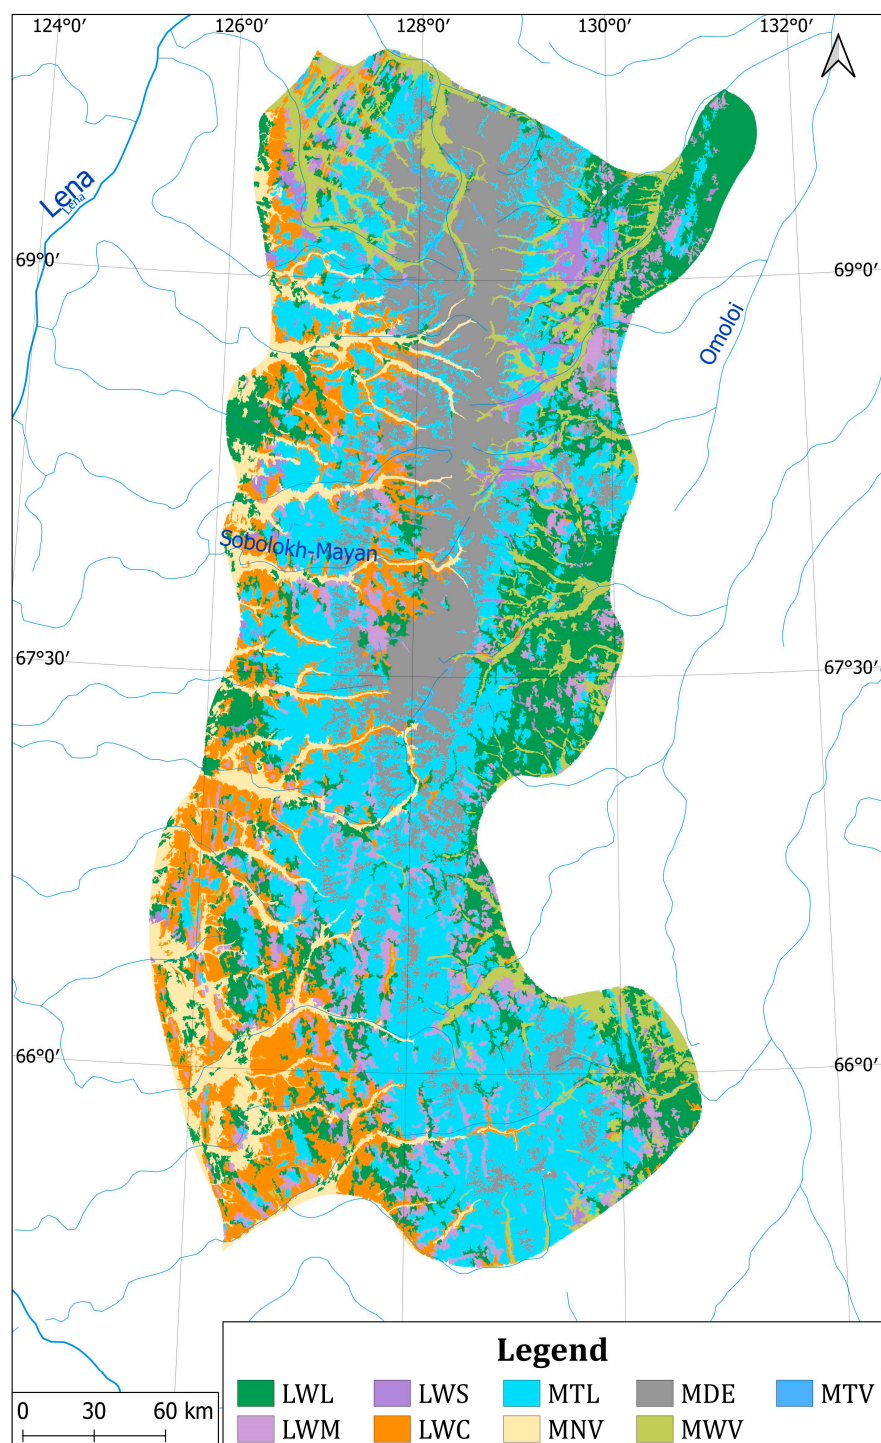 124°0′ 126°0′ 128°0′ 130°0′ 132°0′
Lena
Lena
69°0′ 69°0′
Omoloi
Sobolokh-Mayan
67°30′ 67°30′
66°0′ 66°0′
Legend
LWL LWS MTL MDE MTV
LWM LWC MNV MWV
0 30 60 km